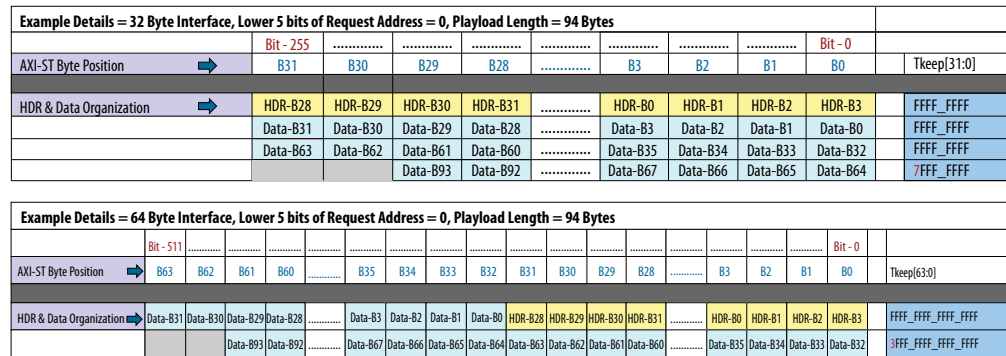 Example Details = 32 Byte Interface, Lower 5 bits of Request Address = 0, Playload Length = 94 Bytes
Bit - 255 ............. ............. ............. ............. ............. ............. ............. Bit - 0
AXI-ST Byte Position B31 B30 B29 B28 ............. B3 B2 B1 B0 Tkeep[31:0]
HDR & Data Organization HDR-B28 HDR-B29 HDR-B30 HDR-B31 ............. HDR-B0 HDR-B1 HDR-B2 HDR-B3 FFFF_FFFF
Data-B31 Data-B30 Data-B29 Data-B28 ............. Data-B3 Data-B2 Data-B1 Data-B0 FFFF_FFFF
Data-B63 Data-B62 Data-B61 Data-B60 ............. Data-B35 Data-B34 Data-B33 Data-B32 FFFF_FFFF
Data-B93 Data-B92 ............. Data-B67 Data-B66 Data-B65 Data-B64 7FFF_FFFF
Example Details = 64 Byte Interface, Lower 5 bits of Request Address = 0, Playload Length = 94 Bytes
Bit - 511 ............ ............ ............ ............ ............ ............ ............ ............ ............ ............ ............ ............ ............ ............ ............ ............ Bit - 0
AXI-ST Byte Position B63 B62 B61 B60 ............ B35 B34 B33 B32 B31 B30 B29 B28 ............ B3 B2 B1 B0 Tkeep[63:0]
HDR & Data Organization Data-B31 Data-B30 Data-B29 Data-B28 ............ Data-B3 Data-B2 Data-B1 Data-B0 HDR-B28 HDR-B29 HDR-B30 HDR-B31 ............ HDR-B0 HDR-B1 HDR-B2 HDR-B3 FFFF_FFFF_FFFF_FFFF
Data-B93 Data-B92 ............ Data-B67 Data-B66 Data-B65 Data-B64 Data-B63 Data-B62 Data-B61 Data-B60 ............ Data-B35 Data-B34 Data-B33 Data-B32 3FFF_FFFF_FFFF_FFFF